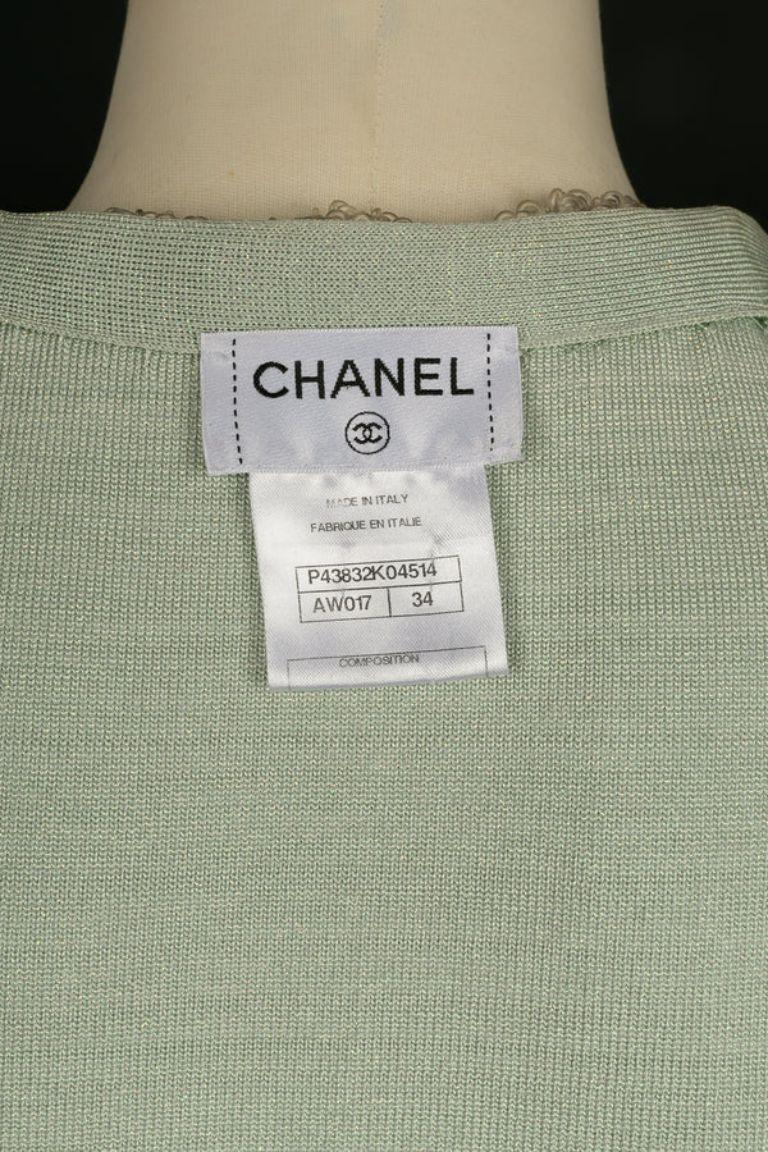 CHANEL
MADE IN ITALY
FABRIQUE EN ITALIE
P43832K04514
AW017 34
COMPOSITION